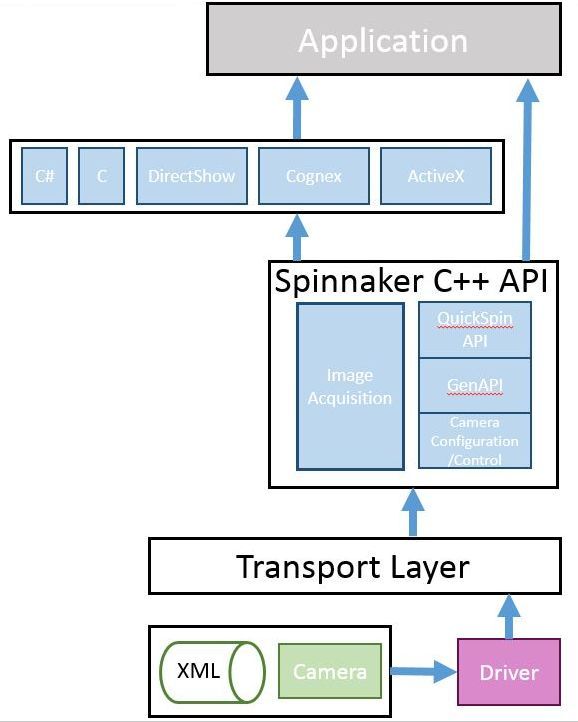 Application
C#
C
DirectShow
Cognex
ActiveX
Spinnaker C++ API
Image
Acquisition
QuickSpin
API
GenAPI
Camera
Configuration
/Control
Transport Layer
XML
Camera
Driver